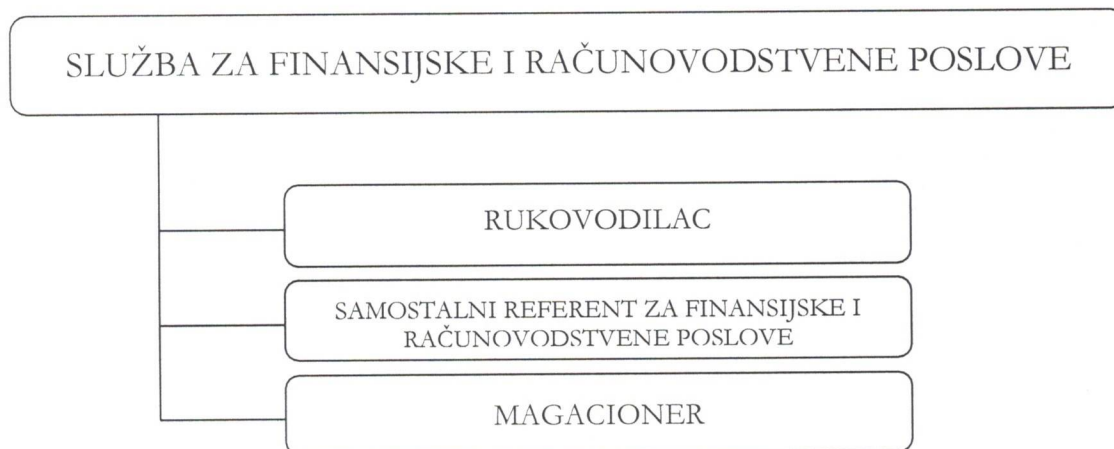 SLUŽBA ZA FINANSIJSKE I RAČUNOVODSTVENE POSLOVE
RUKOVODILAC
SAMOSTALNI REFERENT ZA FINANSIJSKE I
RAČUNOVODSTVENE POSLOVE
MAGACIONER